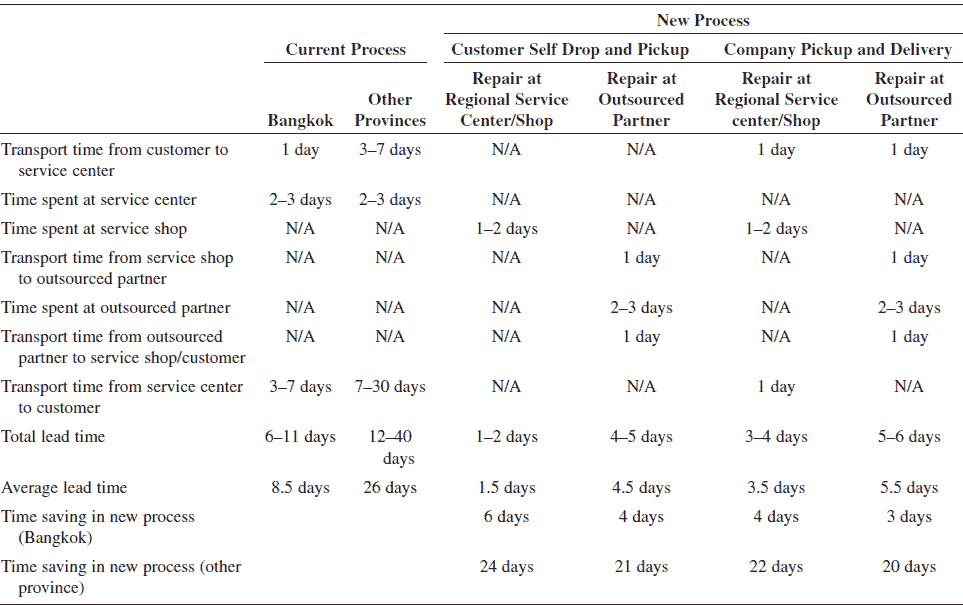 New Process
Current Process Customer Self Drop and Pickup Company Pickup and Delivery
Repair at Repair at Repair at Repair at
Other Regional Service Outsourced Regional Service Outsourced
Bangkok Provinces Center/Shop Partner center/Shop Partner
Transport time from customer to 1 day 3–7 days N/A N/A 1 day 1 day
service center
Time spent at service center 2–3 days 2–3 days N/A N/A N/A N/A
Time spent at service shop N/A N/A 1–2 days N/A 1–2 days N/A
Transport time from service shop N/A N/A N/A 1 day N/A 1 day
to outsourced partner
Time spent at outsourced partner N/A N/A N/A 2–3 days N/A 2–3 days
Transport time from outsourced N/A N/A N/A 1 day N/A 1 day
partner to service shop/customer
Transport time from service center 3–7 days 7–30 days N/A N/A 1 day N/A
to customer
Total lead time 6–11 days 12–40 1–2 days 4–5 days 3–4 days 5–6 days
days
Average lead time 8.5 days 26 days 1.5 days 4.5 days 3.5 days 5.5 days
Time saving in new process 6 days 4 days 4 days 3 days
(Bangkok)
Time saving in new process (other 24 days 21 days 22 days 20 days
province)